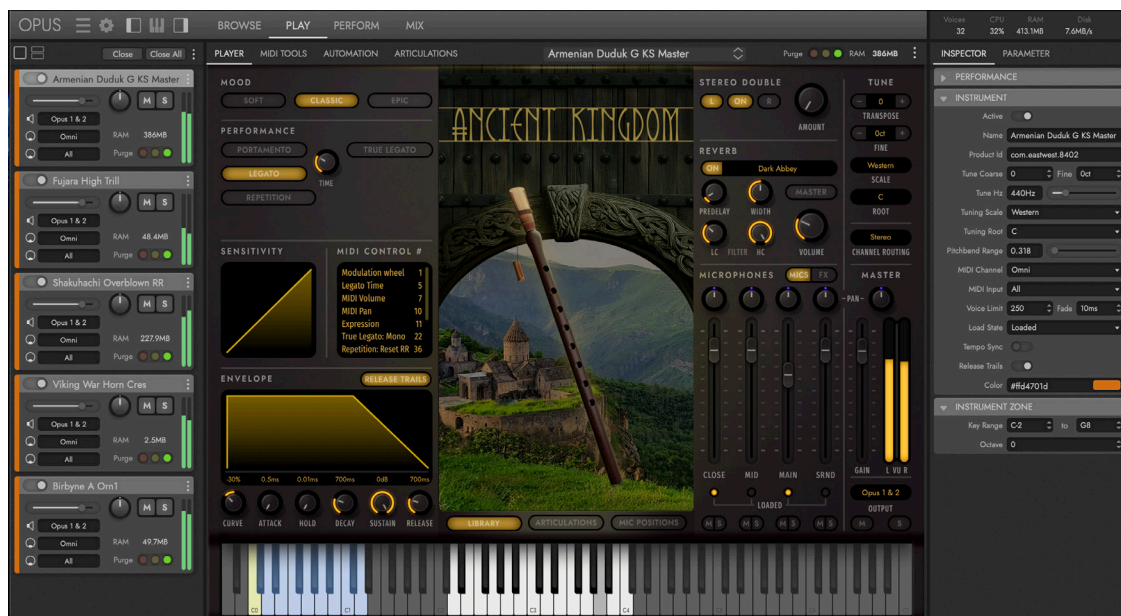 OPUS BROWSE PLAY PERFORM MIX
Voices CPU RAM Disk
32 32% 413.1MB 7.6MB/s
Close Close All
PLAYER MIDI TOOLS AUTOMATION ARTICULATIONS Armenian Duduk G KS Master Purge RAM 386MB
INSPECTOR PARAMETER
Armenian Duduk G KS Master
M S
Opus 1 & 2
Omni RAM 386MB
All Purge
Fujara High Trill
M S
Opus 1 & 2
Omni RAM 48.4MB
All Purge
Shakuhachi Overblown RR
M S
Opus 1 & 2
Omni RAM 227.9MB
All Purge
Viking War Horn Cres
M S
Opus 1 & 2
Omni RAM 2.5MB
All Purge
Birbyne A Orn1
M S
Opus 1 & 2
Omni RAM 49.7MB
All Purge
MOOD
SOFT CLASSIC EPIC
PERFORMANCE
PORTAMENTO TRUE LEGATO
LEGATO TIME
REPETITION
SENSITIVITY
MIDI CONTROL #
Modulation wheel 1
Legato Time 5
MIDI Volume 7
MIDI Pan 10
Expression 11
True Legato: Mono 22
Repetition: Reset RR 36
ENVELOPE RELEASE TRAILS
-30% 0.5ms 0.01ms 700ms 0dB 700ms
CURVE ATTACK HOLD DECAY SUSTAIN RELEASE
ANCIENT KINGDOM
LIBRARY ARTICULATIONS MIC POSITIONS
STEREO DOUBLE
L ON R
AMOUNT
REVERB
ON Dark Abbey
MASTER
PREDELAY WIDTH
LC FILTER HC VOLUME
MICROPHONES MICS FX
CLOSE MID MAIN SRND
LOADED
M S M S M S M S
TUNE
- 0 +
TRANSPOSE
- 0ct +
FINE
Western
SCALE
C
ROOT
Stereo
CHANNEL ROUTING
MASTER
-PAN-
GAIN L VU R
Opus 1 & 2
OUTPUT
M S
C0 C1 C3 C4
PERFORMANCE
INSTRUMENT
Active
Name Armenian Duduk G KS Master
Product Id com.eastwest.8402
Tune Coarse 0 Fine 0ct
Tune Hz 440Hz
Tuning Scale Western
Tuning Root C
Pitchbend Range 0.318
MIDI Channel Omni
MIDI Input All
Voice Limit 250 Fade 10ms
Load State Loaded
Tempo Sync
Release Trails
Color #ffd4701d
INSTRUMENT ZONE
Key Range C-2 to G8
Octave 0